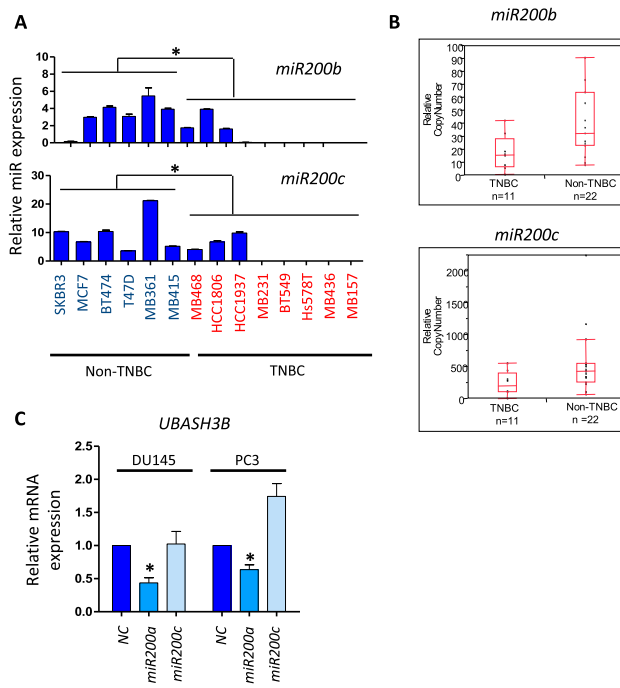 A
miR200b
*
Relative miR expression
10
8
6
4
2
0
miR200c
*
30
20
10
0
SKBR3
MCF7
BT474
T47D
MB361
MB415
MB468
HCC1806
HCC1937
MB231
BT549
Hs578T
MB436
MB157
Non-TNBC
TNBC
B
miR200b
Relative
CopyNumber
100
90
80
70
60
50
40
30
20
10
0
TNBC
n=11
Non-TNBC
n=22
miR200c
Relative
CopyNumber
2000
1500
1000
500
0
TNBC
n=11
Non-TNBC
n =22
C
UBASH3B
DU145
PC3
Relative mRNA
expression
2.5
2.0
1.5
1.0
0.5
0.0
*
*
NC
miR200a
miR200c
NC
miR200a
miR200c